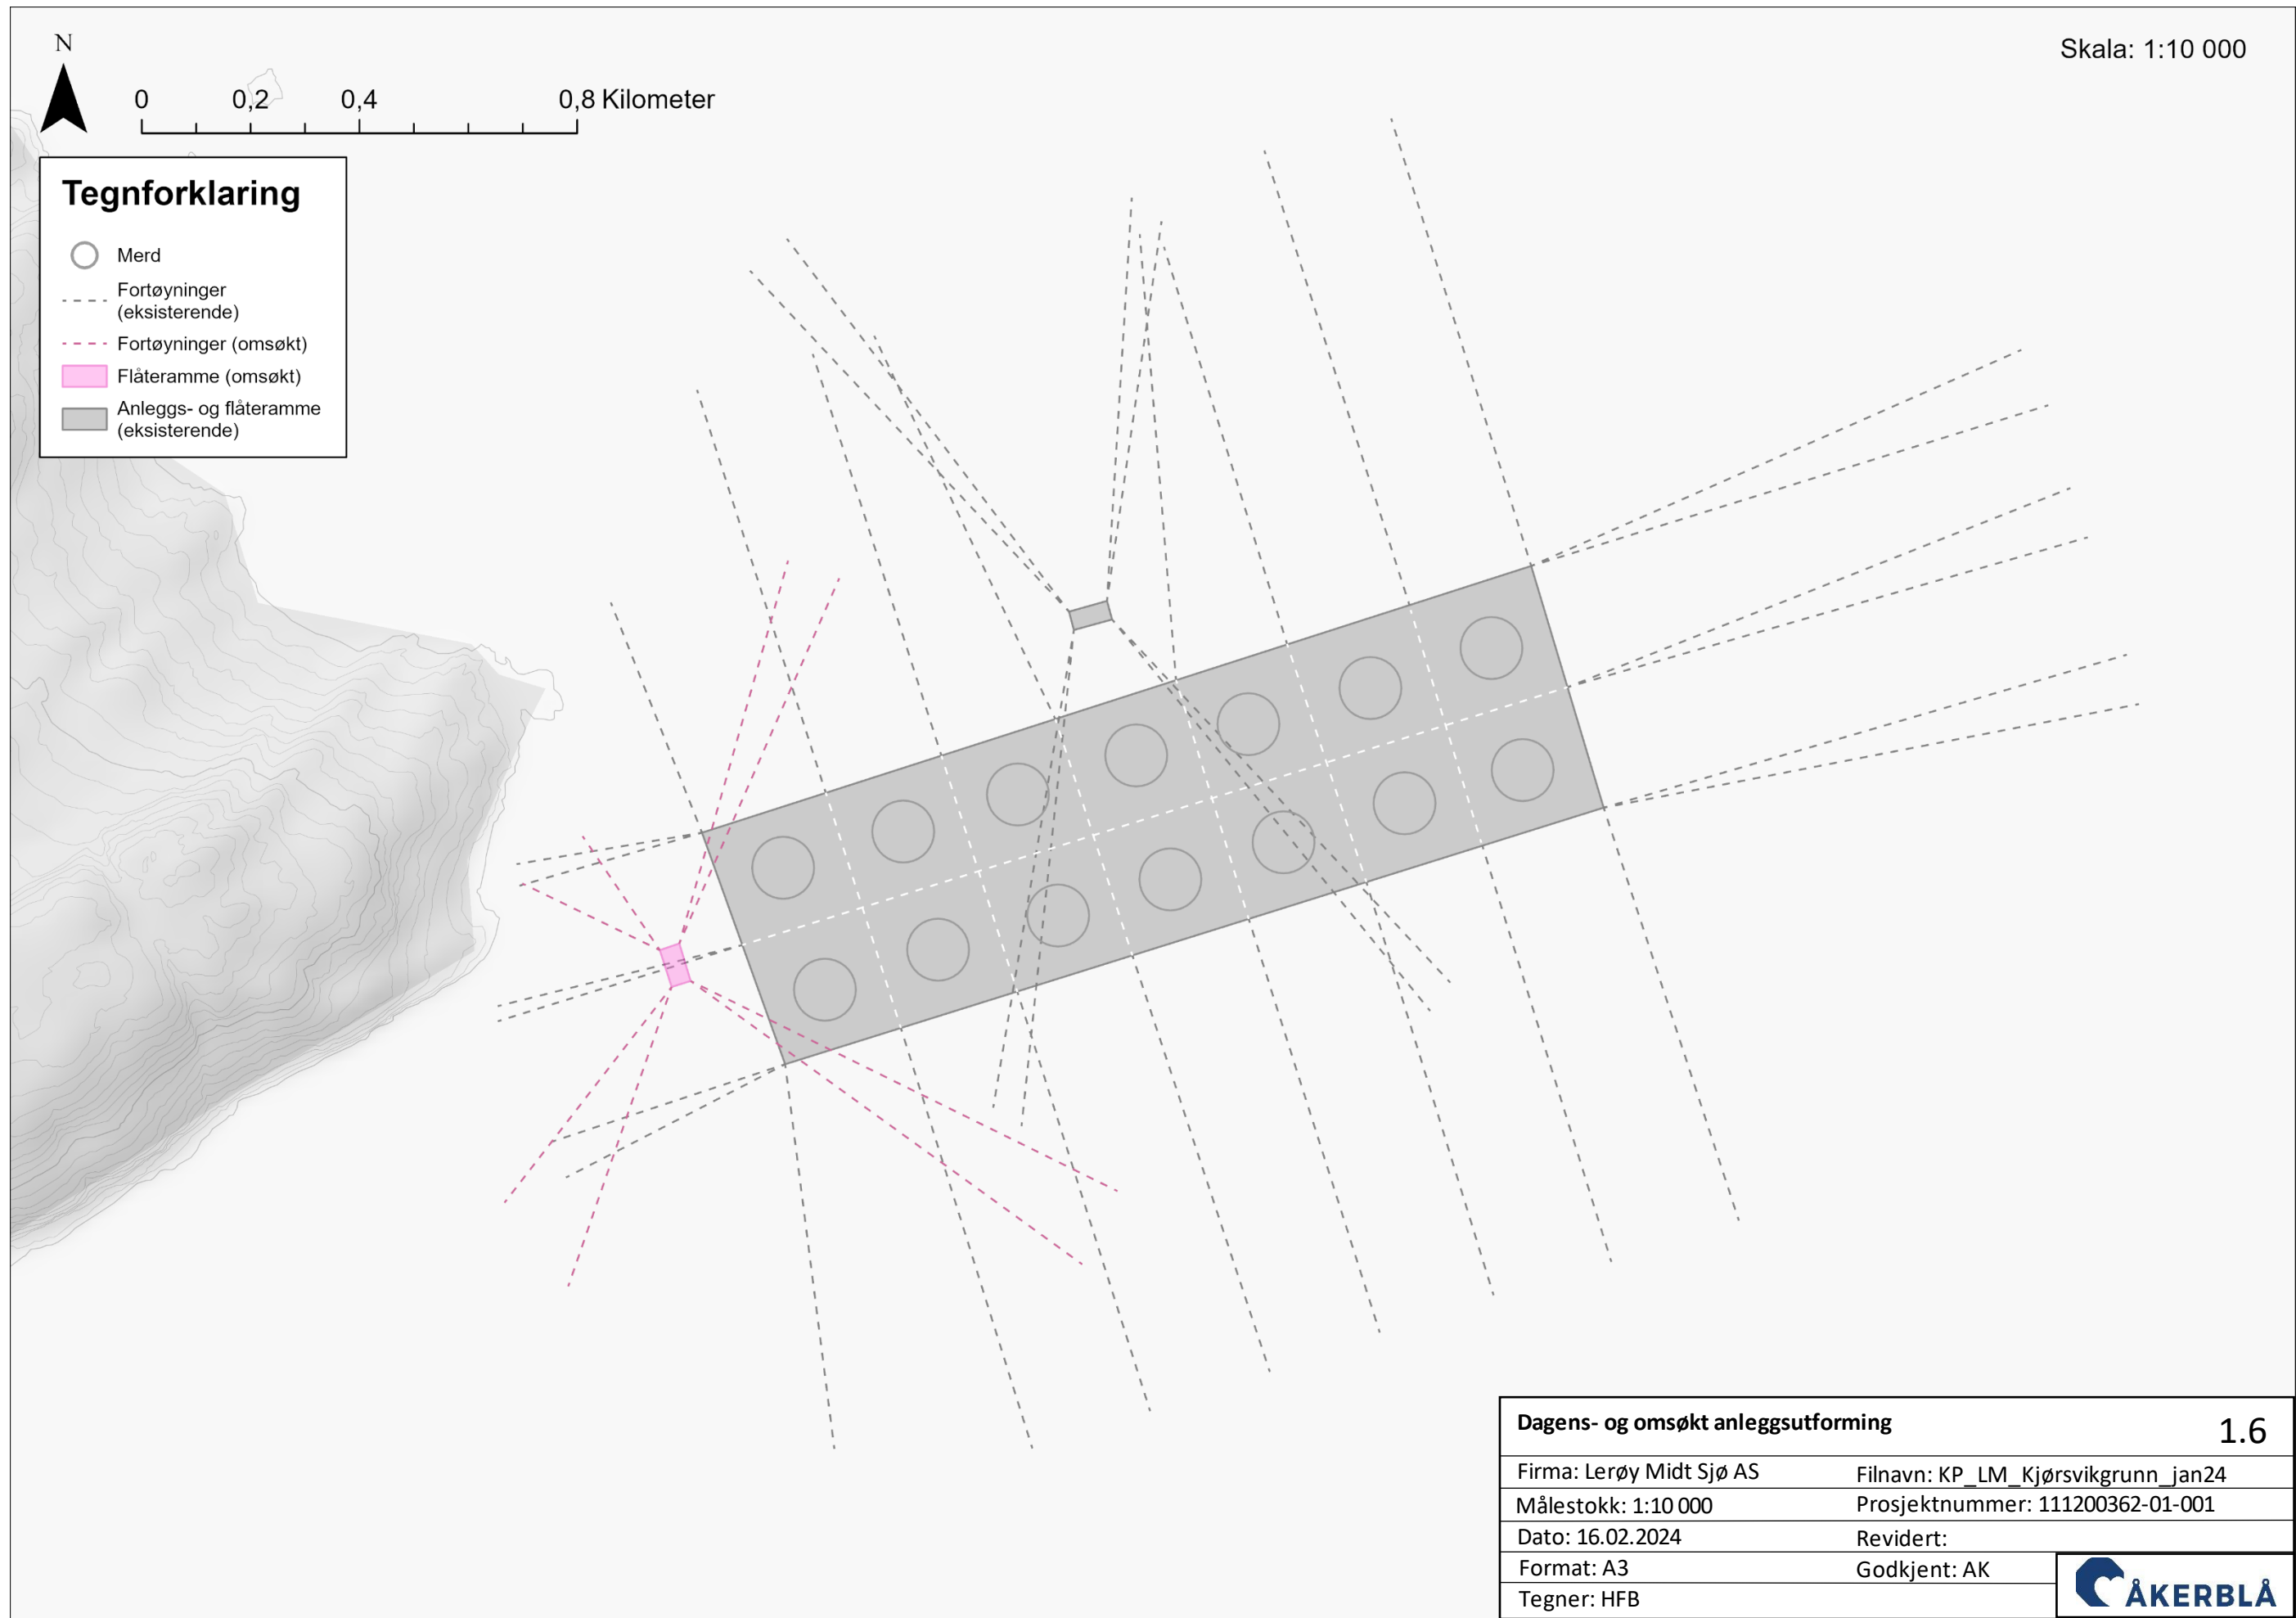 N
Skala: 1:10 000
0 0,2 0,4 0,8 Kilometer
Tegnforklaring
Merd
Fortøyninger
(eksisterende)
Fortøyninger (omsøkt)
Flåteramme (omsøkt)
Anleggs- og flåteramme
(eksisterende)
Dagens- og omsøkt anleggsutforming 1.6
Firma: Lerøy Midt Sjø AS Filnavn: KP_LM_Kjørsvikgrunn_jan24
Målestokk: 1:10 000 Prosjektnummer: 111200362-01-001
Dato: 16.02.2024 Revidert:
Format: A3 Godkjent: AK
Tegner: HFB
ÅKERBLÅ